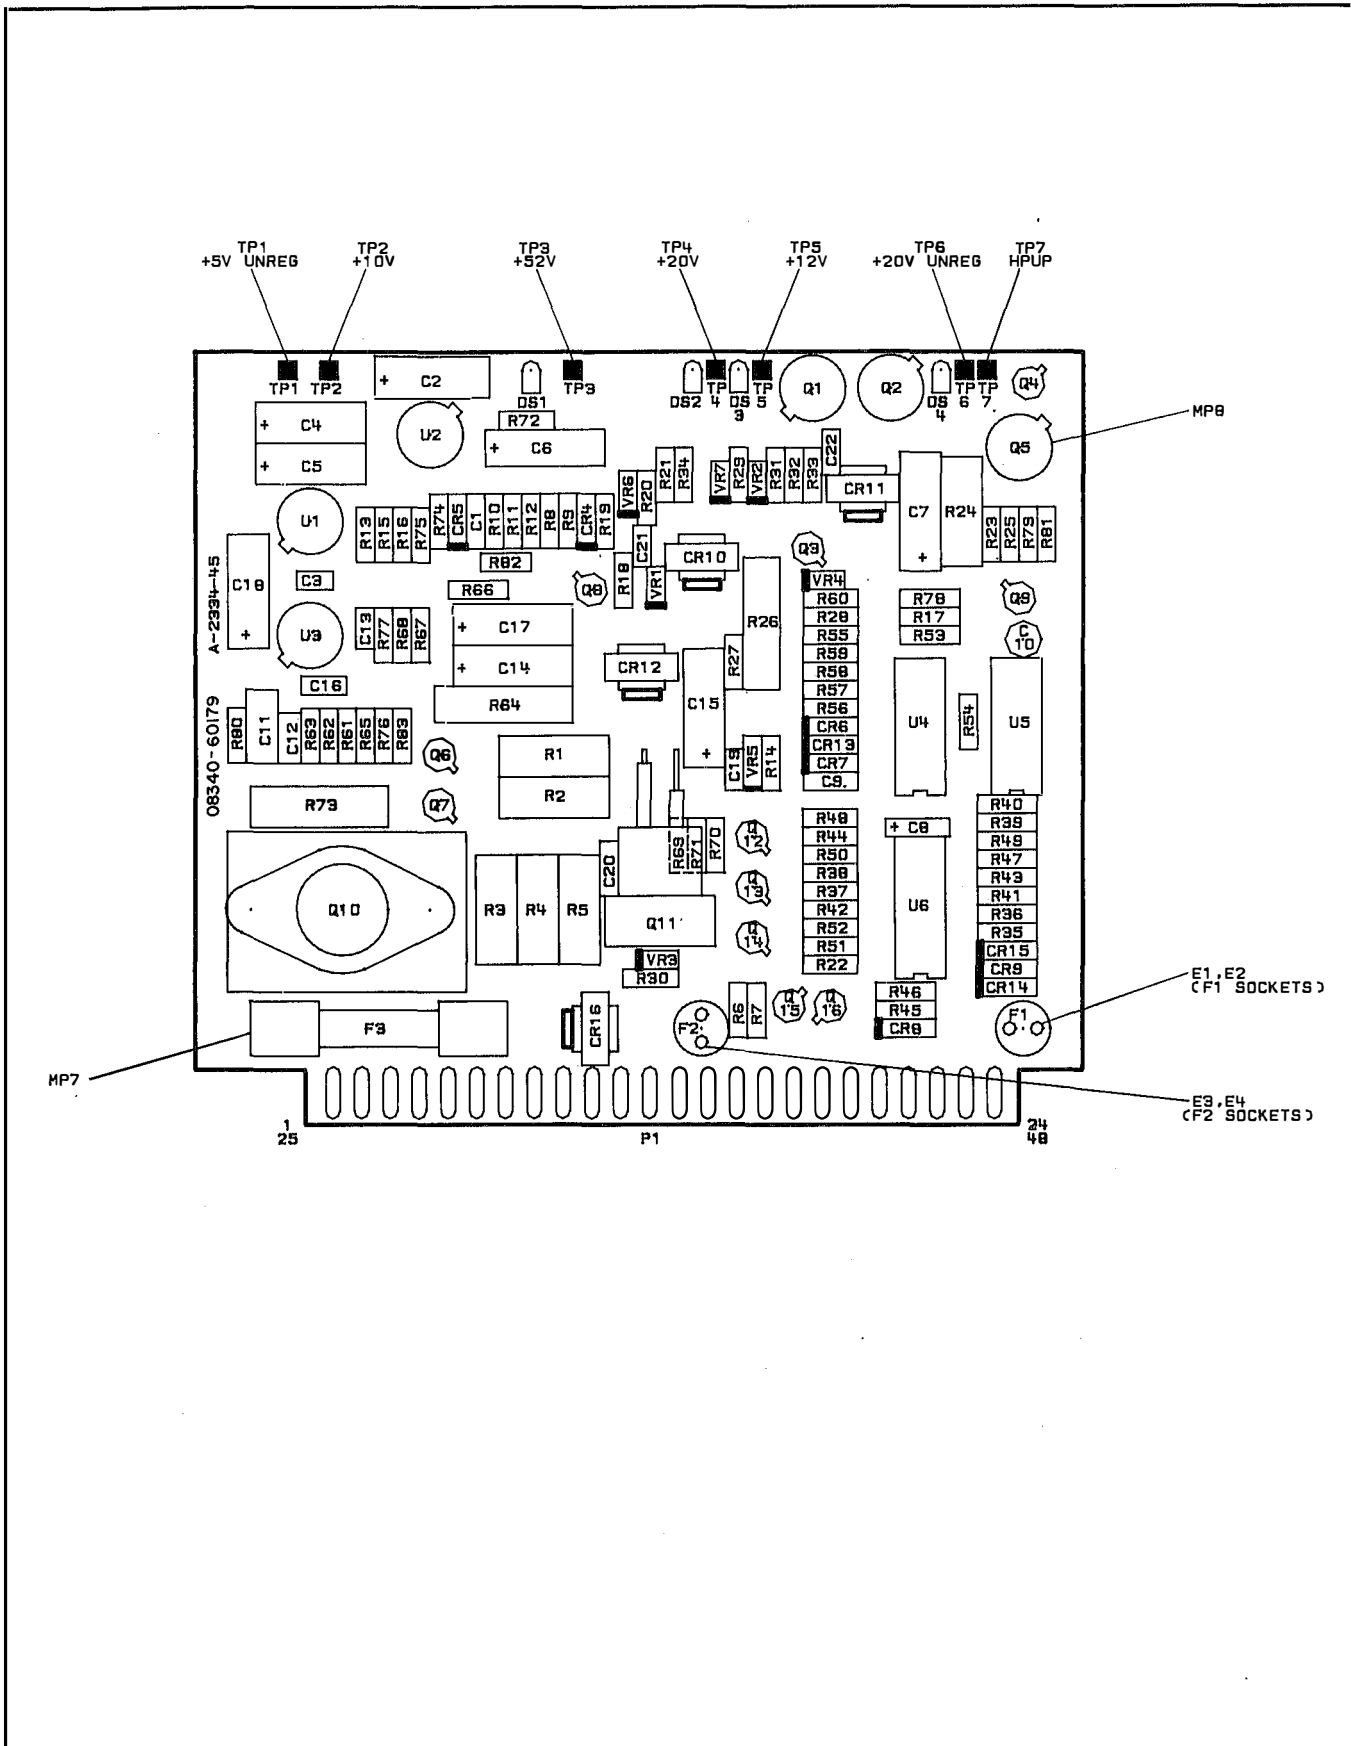 TP1
+5V UNREG
TP2
+10V
TP3
+52V
TP4
+20V
TP5
+12V
TP6
+20V UNREG
TP7
HPUP
TP1
TP2
+ C2
DS1
TP3
DS2
TP
4
DS
3
TP
5
Q1
Q2
DS
4
TP
6
TP
7
Q4
MP8
+ C4
+ C5
U2
R72
+ C6
Q5
R21
R34
VR7
R29
VR2
R31
R32
R33
C22
CR11
C7
+
R24
VR6
R20
U1
R13
R15
R16
R75
R74
CR5
C1
R10
R11
R12
R8
R9
CR4
R19
R23
R25
R79
R81
C21
CR10
Q3
R82
C18
+
C3
R66
Q8
R18
VR1
R26
VR4
R60
R28
R55
R59
R58
R57
R56
CR6
CR13
CR7
C9
R78
R17
R53
Q9
C
10
A-2334-45
08340-60179
U3
C13
R77
R68
R67
+ C17
+ C14
R64
CR12
R27
C15
+
U4
R54
U5
C16
R80
C11
C12
R63
R62
R61
R65
R76
R83
Q6
R1
R2
C19
VR5
R14
R73
Q7
R48
R44
R50
R38
R37
R42
R52
R51
R22
+ C8
U6
R40
R39
R49
R47
R43
R41
R36
R35
CR15
CR9
CR14
R69
R71
R70
Q
12
Q
13
Q
14
C20
Q10
R3
R4
R5
Q11
VR3
R30
R46
R45
CR8
E1,E2
(F1 SOCKETS)
F3
CR16
F2
R6
R7
Q
15
Q
16
F1
MP7
E3,E4
(F2 SOCKETS)
1
25
P1
24
48